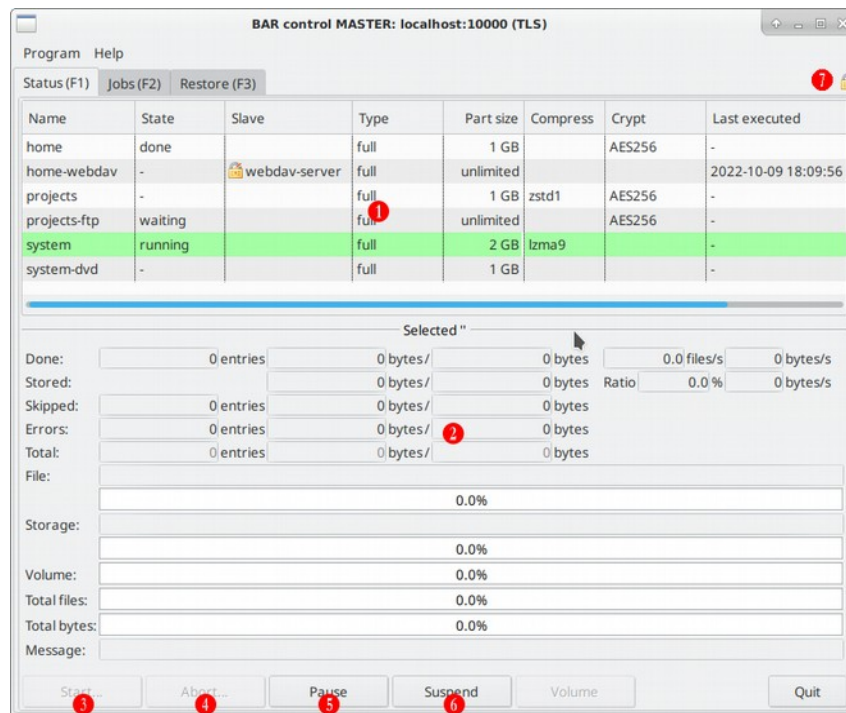 BAR control MASTER: localhost:10000 (TLS)
Program Help
Status (F1) Jobs (F2) Restore (F3) 7
Name State Slave Type Part size Compress Crypt Last executed
home done full 1 GB AES256 -
home-webdav - webdav-server full unlimited 2022-10-09 18:09:56
projects - full 1 GB zstd1 AES256 -
1
projects-ftp waiting full unlimited AES256 -
system running full 2 GB lzma9 -
system-dvd - full 1 GB -
Selected ''
Done: 0 entries 0 bytes/ 0 bytes 0.0 files/s 0 bytes/s
Stored: 0 bytes/ 0 bytes Ratio 0.0 % 0 bytes/s
Skipped: 0 entries 0 bytes/ 0 bytes
Errors: 0 entries 0 bytes/ 0 bytes
2
Total: 0 entries 0 bytes/ 0 bytes
File:
0.0%
Storage:
0.0%
Volume: 0.0%
Total files: 0.0%
Total bytes: 0.0%
Message:
Start... Abort... Pause Suspend Volume Quit
3 4 5 6